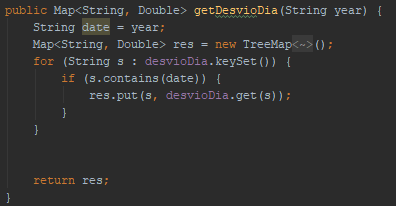 public Map<String, Double> getDesvioDia(String year) {
    String date = year;
    Map<String, Double> res = new TreeMap<~>();
    for (String s : desvioDia.keySet()) {
        if (s.contains(date)) {
            res.put(s, desvioDia.get(s));
        }
    }
    return res;
}